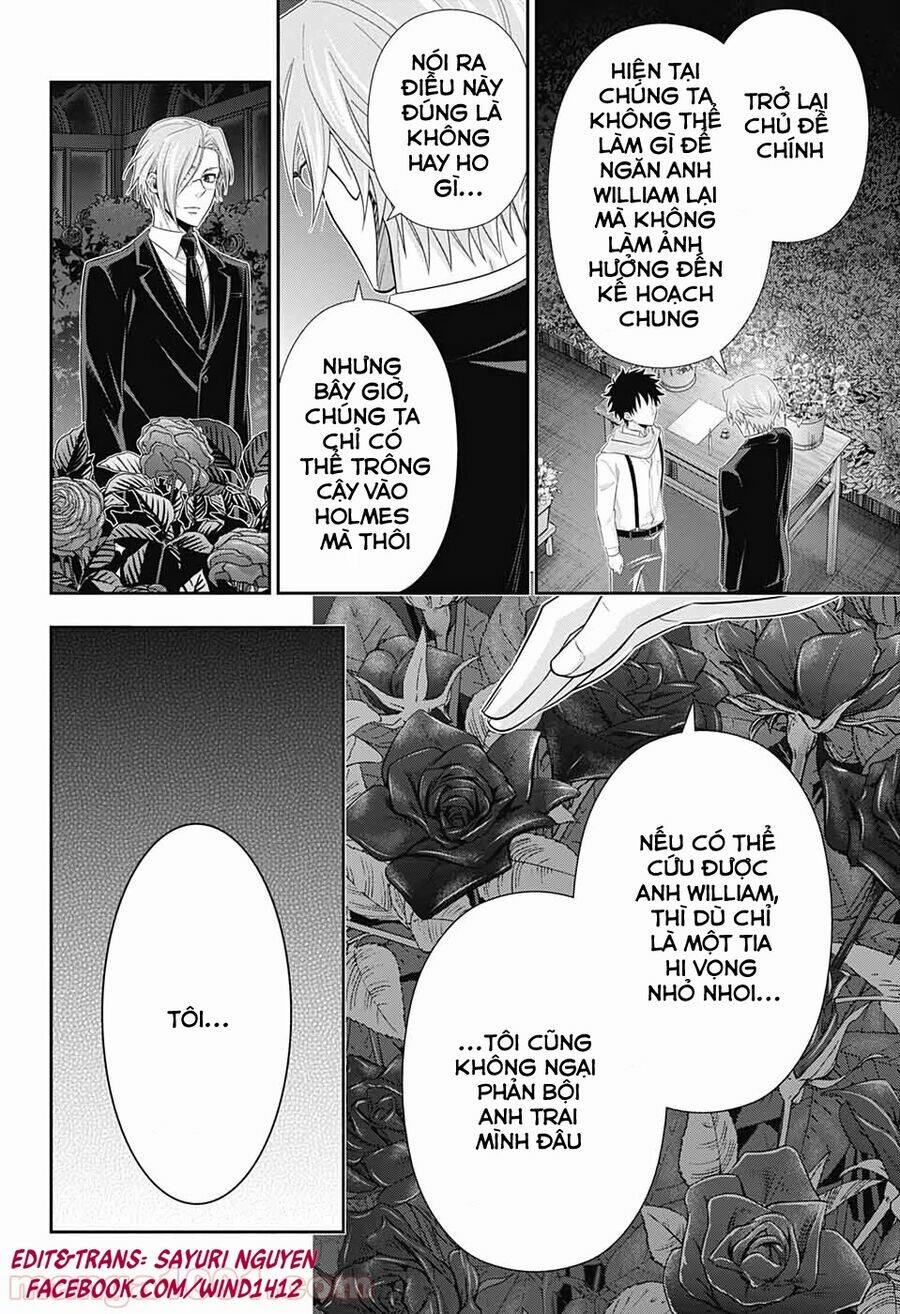 TRỞ LẠI
CHỦ ĐỀ
CHÍNH
HIỆN TẠI
CHÚNG TA
KHÔNG THỂ
LÀM GÌ ĐỂ
NGĂN ANH
WILLIAM LẠI
MÀ KHÔNG
LÀM ẢNH
HƯỞNG ĐẾN
KẾ HOẠCH
CHUNG
NÓI RA
ĐIỀU NÀY
ĐÚNG LÀ
KHÔNG
HAY HO
GÌ...
NHƯNG
BÂY GIỜ,
CHÚNG TA
CHỈ CÓ
THỂ TRÔNG
CẬY VÀO
HOLMES
MÀ THÔI
NẾU CÓ THỂ
CỨU ĐƯỢC
ANH WILLIAM,
THÌ DÙ CHỈ
LÀ MỘT TIA
HI VỌNG
NHỎ NHOI...
...TÔI CŨNG
KHÔNG NGẠI
PHẢN BỘI
ANH TRAI
MÌNH ĐÂU
TÔI...
EDIT&TRANS: SAYURI NGUYEN
FACEBOOK.COM/WIND1412